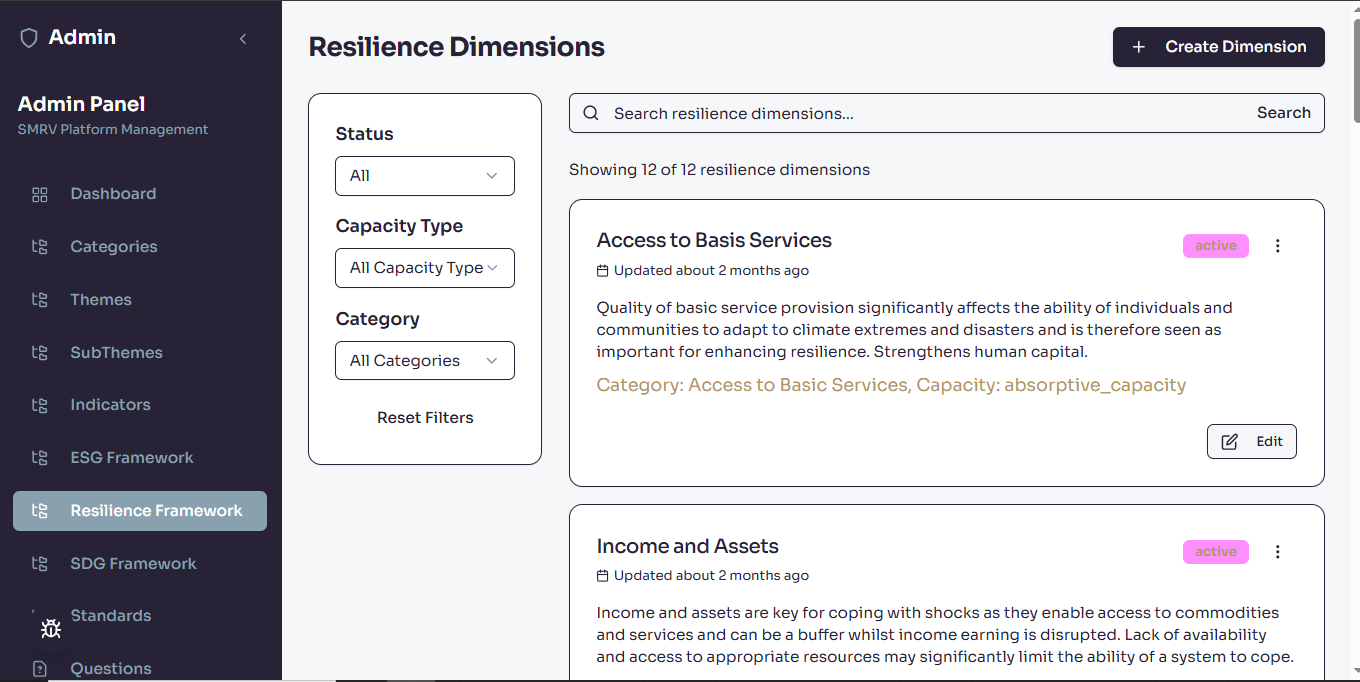 Admin
Admin Panel
SMRV Platform Management
Dashboard
Categories
Themes
SubThemes
Indicators
ESG Framework
Resilience Framework
SDG Framework
Standards
Questions
Resilience Dimensions
+ Create Dimension
Status
All
Capacity Type
All Capacity Type
Category
All Categories
Reset Filters
Search resilience dimensions...
Search
Showing 12 of 12 resilience dimensions
Access to Basis Services
active
Updated about 2 months ago
Quality of basic service provision significantly affects the ability of individuals and
communities to adapt to climate extremes and disasters and is therefore seen as
important for enhancing resilience. Strengthens human capital.
Category: Access to Basic Services, Capacity: absorptive_capacity
Edit
Income and Assets
active
Updated about 2 months ago
Income and assets are key for coping with shocks as they enable access to commodities
and services and can be a buffer whilst income earning is disrupted. Lack of availability
and access to appropriate resources may significantly limit the ability of a system to cope.